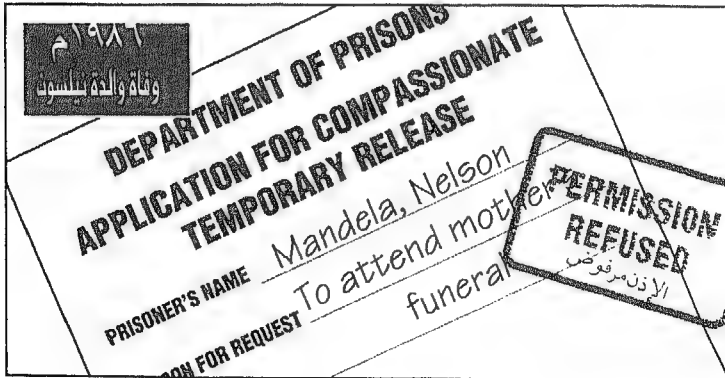 ١٩٨٦م
وفاة والدة نيلسون
DEPARTMENT OF PRISONS
APPLICATION FOR COMPASSIONATE
TEMPORARY RELEASE
PRISONER'S NAME Mandela, Nelson
ON FOR REQUEST To attend mother
funeral
PERMISSION
REFUSED
الإذن مرفوض